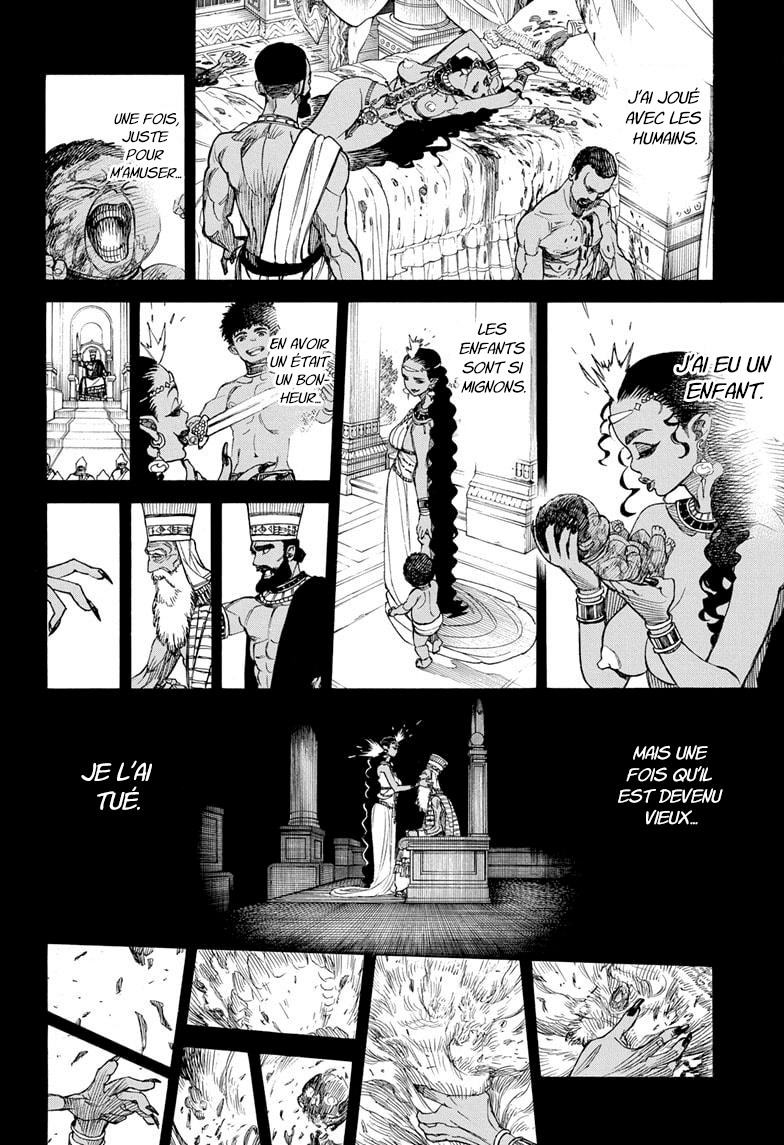 J'AI JOUÉ
AVEC LES
HUMAINS.
UNE FOIS,
JUSTE
POUR
M'AMUSER...
J'AI EU UN
ENFANT.
LES
ENFANTS
SONT SI
MIGNONS.
EN AVOIR
UN ÉTAIT
UN BON-
HEUR...
MAIS UNE
FOIS QU'IL
EST DEVENU
VIEUX...
JE L'AI
TUÉ.